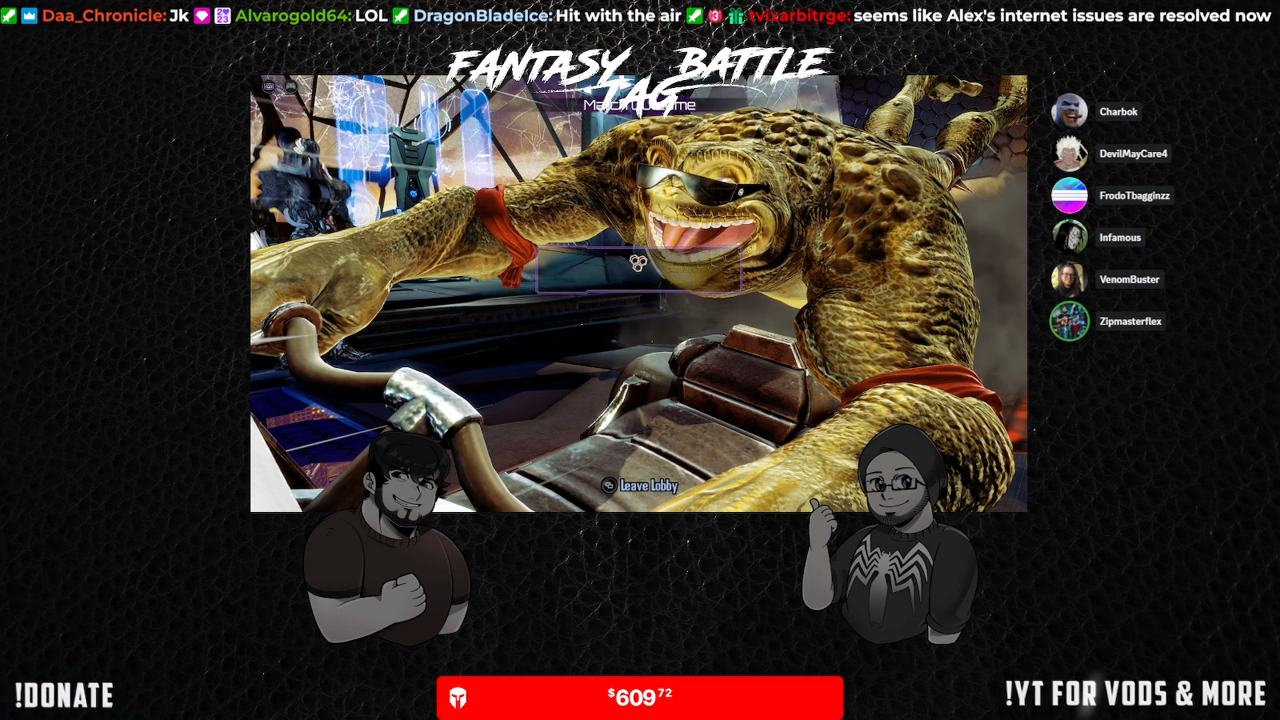 Daa_Chronicle: Jk Alvarogold64: LOL DragonBladeIce: Hit with the air tvixarbitrge: seems like Alex's internet issues are resolved now
FANTASY BATTLE
TAG
Charbok
DevilMayCare4
FrodoTbagginzz
Infamous
VenomBuster
Zipmasterflex
Leave Lobby
!DONATE
$609.72
!YT FOR VODS & MORE